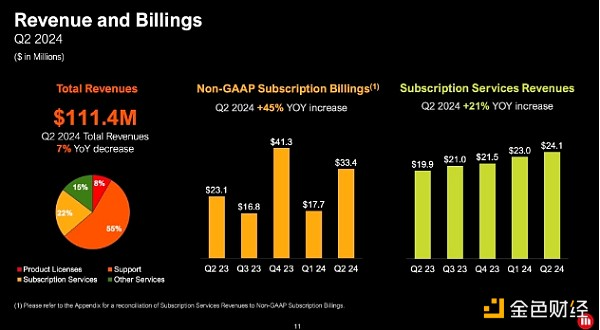 Revenue and Billings
Q2 2024
($ in Millions)
Total Revenues
$111.4M
Q2 2024 Total Revenues
7% YoY decrease
15%
8%
22%
55%
Product Licenses
Support
Subscription Services
Other Services
Non-GAAP Subscription Billings(1)
Q2 2024 +45% YOY increase
$23.1
$16.8
$41.3
$17.7
$33.4
Q2 23 Q3 23 Q4 23 Q1 24 Q2 24
Subscription Services Revenues
Q2 2024 +21% YOY increase
$19.9
$21.0
$21.5
$23.0
$24.1
Q2 23 Q3 23 Q4 23 Q1 24 Q2 24
(1) Please refer to the Appendix for a reconciliation of Subscription Services Revenues to Non-GAAP Subscription Billings.
11
金色财经